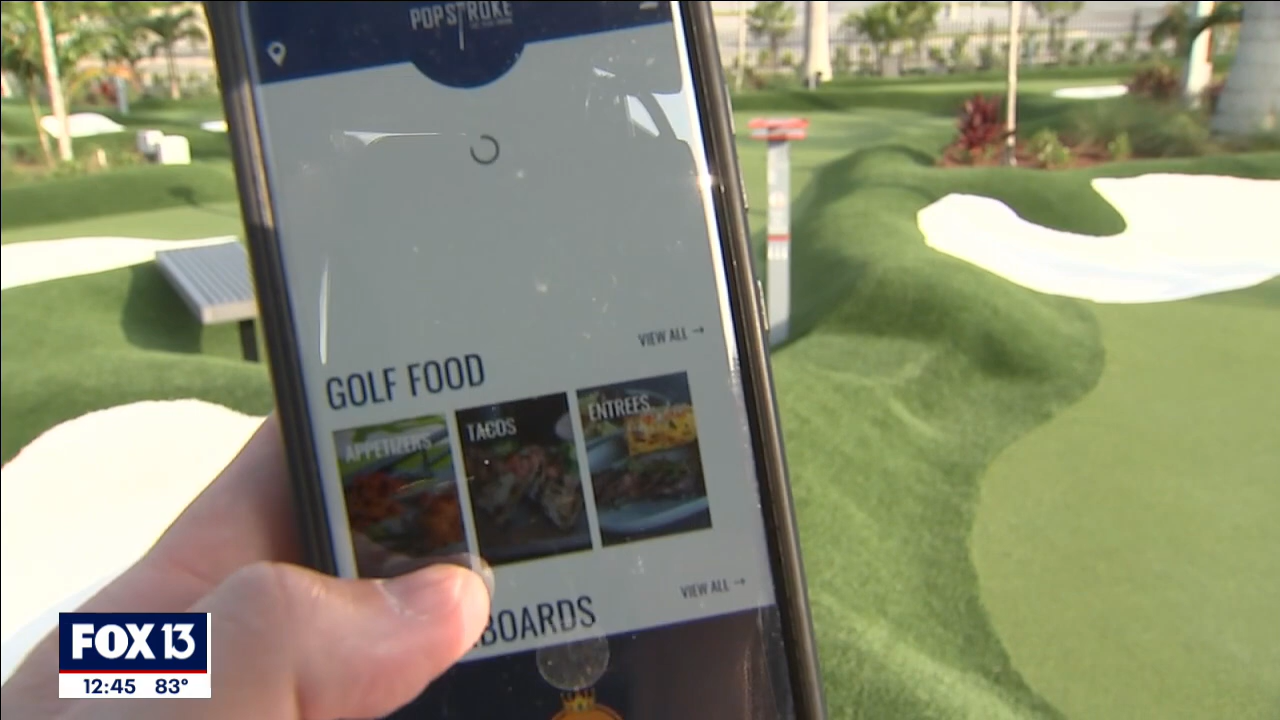 POPSTROKE
VIEW ALL →
GOLF FOOD
APPETIZERS
TACOS
ENTREES
VIEW ALL →
BOARDS
FOX 13
12:45 83°